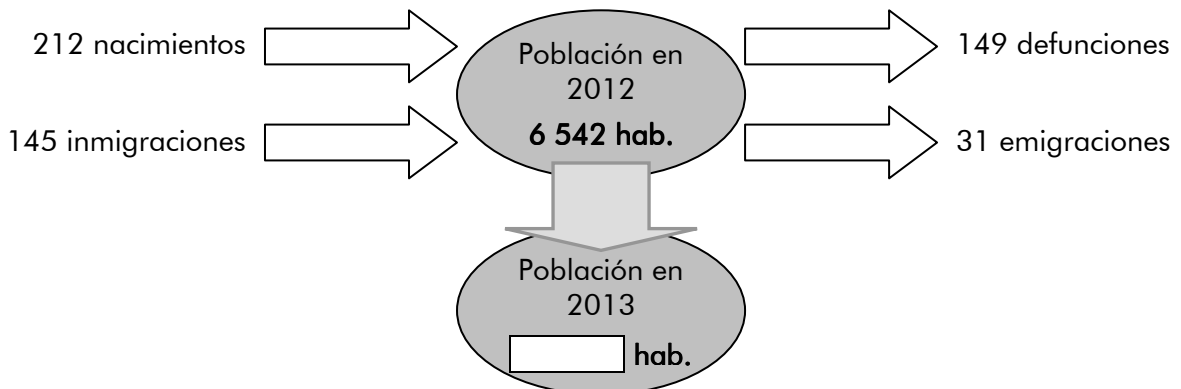 212 nacimientos
145 inmigraciones
Población en
2012
6 542 hab.
149 defunciones
31 emigraciones
Población en
2013
hab.